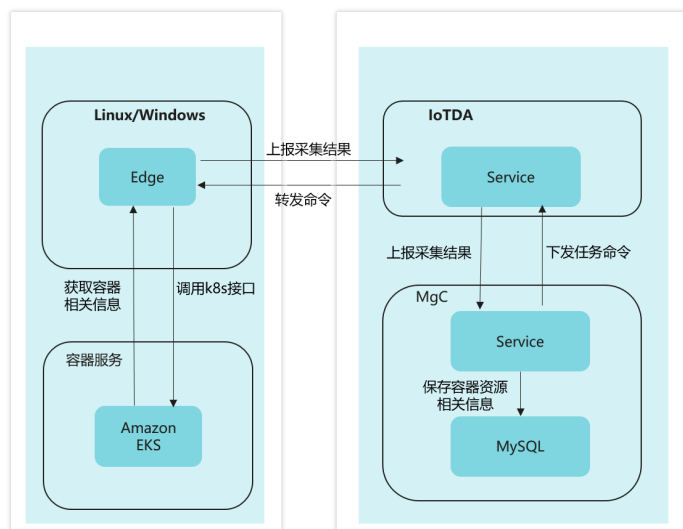 Linux/Windows
Edge
获取容器
相关信息
调用k8s接口
容器服务
Amazon
EKS
上报采集结果
转发命令
IoTDA
Service
上报采集结果
下发任务命令
MgC
Service
保存容器资源
相关信息
MySQL